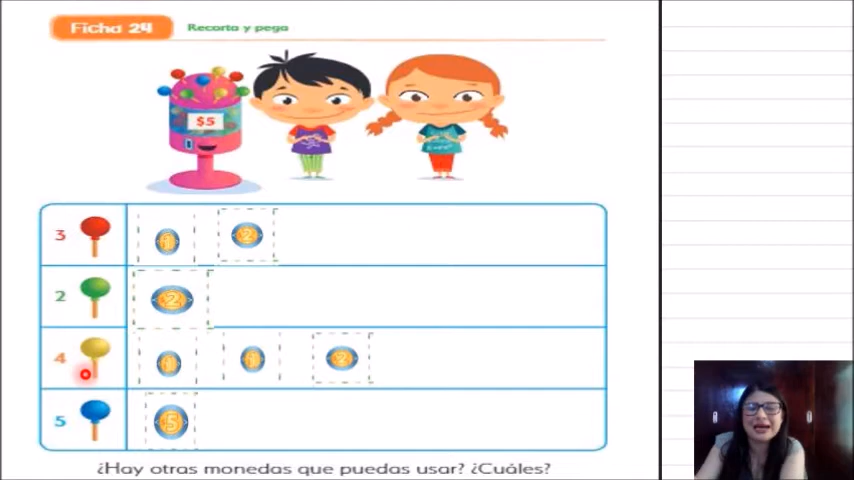 Ficha 24 Recorta y pega
$5
3 1 2
2 2
4 1 1 2
5 5
¿Hay otras monedas que puedas usar? ¿Cuáles?